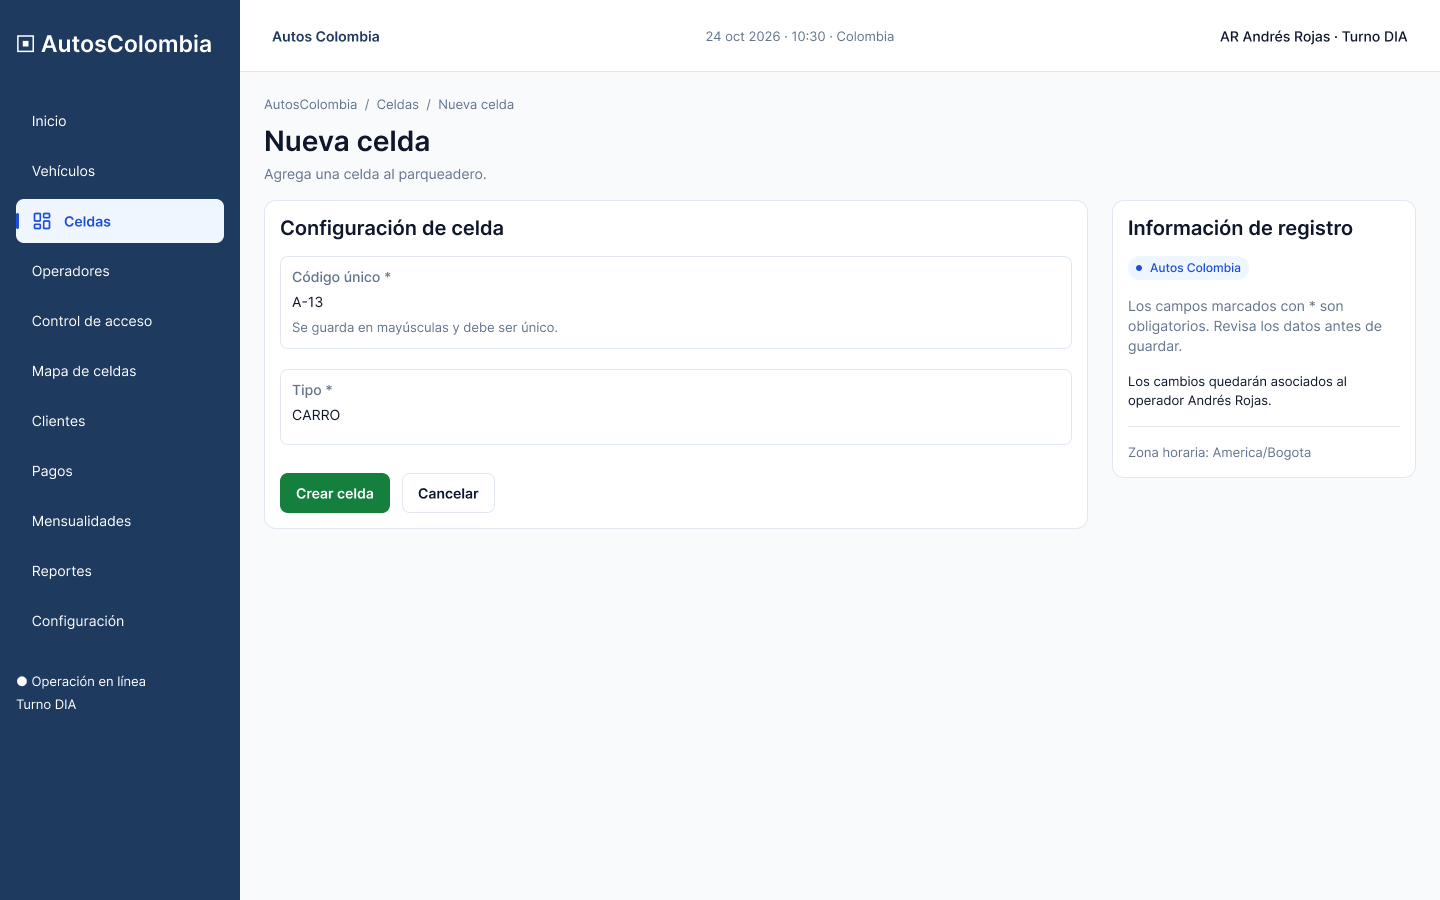 AutosColombia
Inicio
Vehículos
Celdas
Operadores
Control de acceso
Mapa de celdas
Clientes
Pagos
Mensualidades
Reportes
Configuración
Operación en línea
Turno DIA
Autos Colombia
24 oct 2026 · 10:30 · Colombia
AR Andrés Rojas · Turno DIA
AutosColombia / Celdas / Nueva celda
Nueva celda
Agrega una celda al parqueadero.
Configuración de celda
Código único *
A-13
Se guarda en mayúsculas y debe ser único.
Tipo *
CARRO
Crear celda
Cancelar
Información de registro
Autos Colombia
Los campos marcados con * son
obligatorios. Revisa los datos antes de
guardar.
Los cambios quedarán asociados al
operador Andrés Rojas.
Zona horaria: America/Bogota